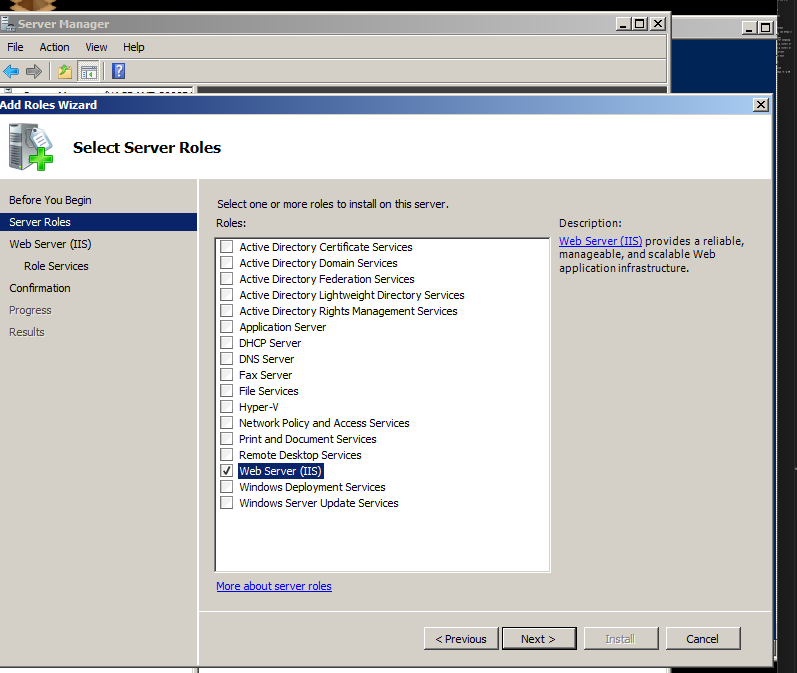 Server Manager
File Action View Help
Add Roles Wizard
Select Server Roles
Before You Begin
Server Roles
Web Server (IIS)
Role Services
Confirmation
Progress
Results
Select one or more roles to install on this server.
Roles:
Active Directory Certificate Services
Active Directory Domain Services
Active Directory Federation Services
Active Directory Lightweight Directory Services
Active Directory Rights Management Services
Application Server
DHCP Server
DNS Server
Fax Server
File Services
Hyper-V
Network Policy and Access Services
Print and Document Services
Remote Desktop Services
Web Server (IIS)
Windows Deployment Services
Windows Server Update Services
More about server roles
Description:
Web Server (IIS) provides a reliable,
manageable, and scalable Web
application infrastructure.
< Previous Next > Install Cancel